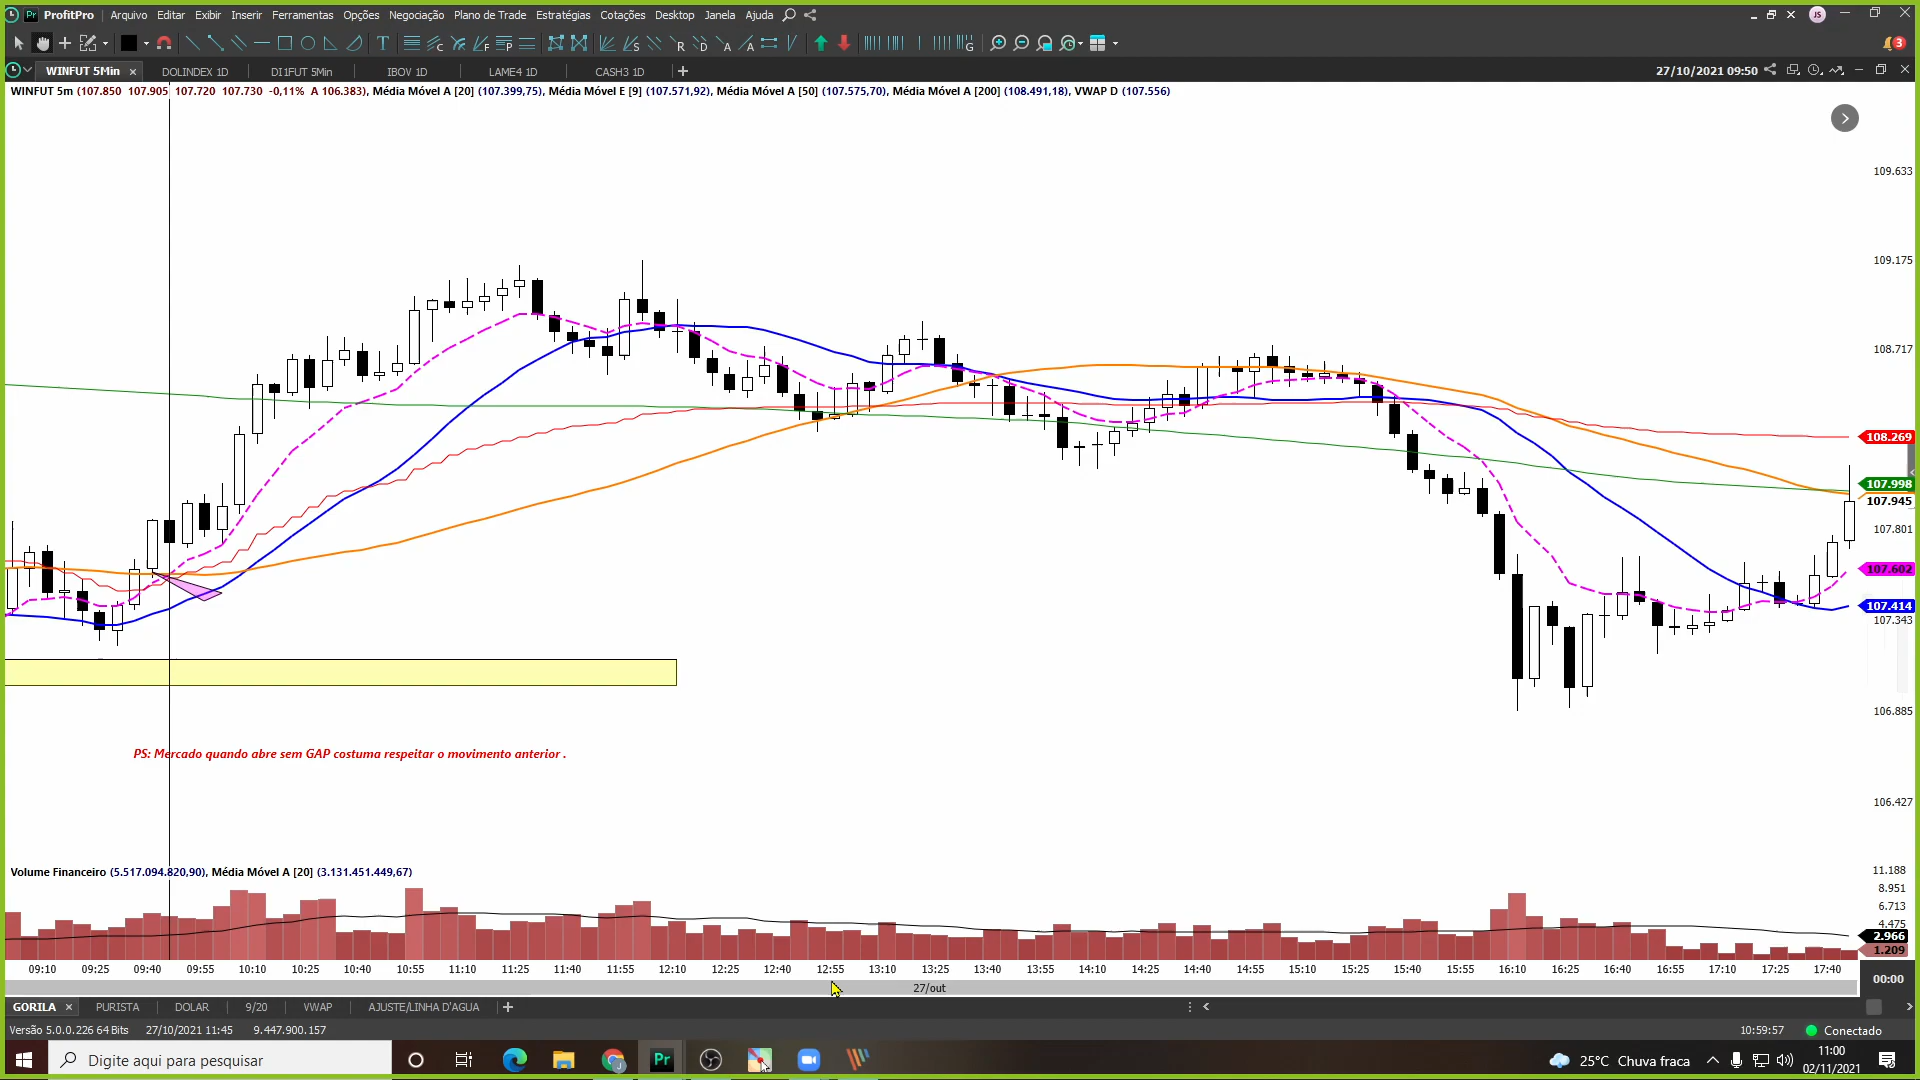 ProfitPro Arquivo Editar Exibir Inserir Ferramentas Opções Negociação Plano de Trade Estratégias Cotações Desktop Janela Ajuda JS
3
WINFUT 5Min DOLINDEX 1D DI1FUT 5Min IBOV 1D LAME4 1D CASH3 1D 27/10/2021 09:50
WINFUT 5m (107.850 107.905 107.720 107.730 -0,11% A 106.383), Média Móvel A [20] (107.399,75), Média Móvel E [9] (107.571,92), Média Móvel A [50] (107.575,70), Média Móvel A [200] (108.491,18), VWAP D (107.556)
109.633
109.175
108.717
108.269
107.998
107.945
107.801
107.602
107.414
107.343
106.885
PS: Mercado quando abre sem GAP costuma respeitar o movimento anterior .
106.427
Volume Financeiro (5.517.094.820,90), Média Móvel A [20] (3.131.451.449,67)
11.188
8.951
6.713
4.475
2.966
1.209
09:10 09:25 09:40 09:55 10:10 10:25 10:40 10:55 11:10 11:25 11:40 11:55 12:10 12:25 12:40 12:55 13:10 13:25 13:40 13:55 14:10 14:25 14:40 14:55 15:10 15:25 15:40 15:55 16:10 16:25 16:40 16:55 17:10 17:25 17:40
00:00
27/out
GORILA PURISTA DOLAR 9/20 VWAP AJUSTE/LINHA D'AGUA
Versão 5.0.0.226 64 Bits 27/10/2021 11:45 9.447.900.157 10:59:57 Conectado
Digite aqui para pesquisar Pr 25°C Chuva fraca 11:00
02/11/2021